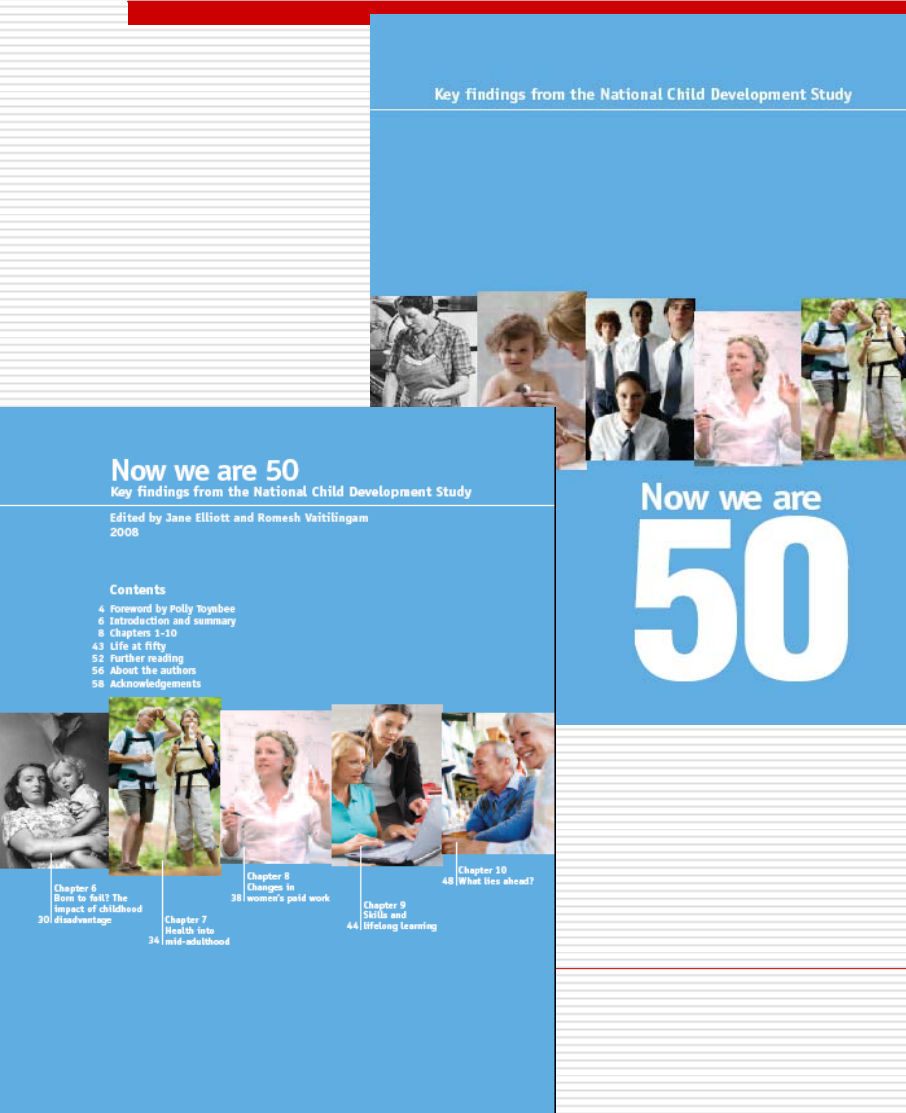 Key findings from the National Child Development Study
Now we are
50
Now we are 50
Key findings from the National Child Development Study
Edited by Jane Elliott and Romesh Vaitilingam
2008
Contents
4 Foreword by Polly Toynbee
6 Introduction and summary
8 Chapters 1-10
43 Life at fifty
52 Further reading
56 About the authors
58 Acknowledgements
Chapter 6
Born to fail? The
impact of childhood
30 disadvantage
Chapter 7
Health into
34 mid-adulthood
Chapter 8
Changes in
38 women's paid work
Chapter 9
Skills and
44 lifelong learning
Chapter 10
48 What lies ahead?